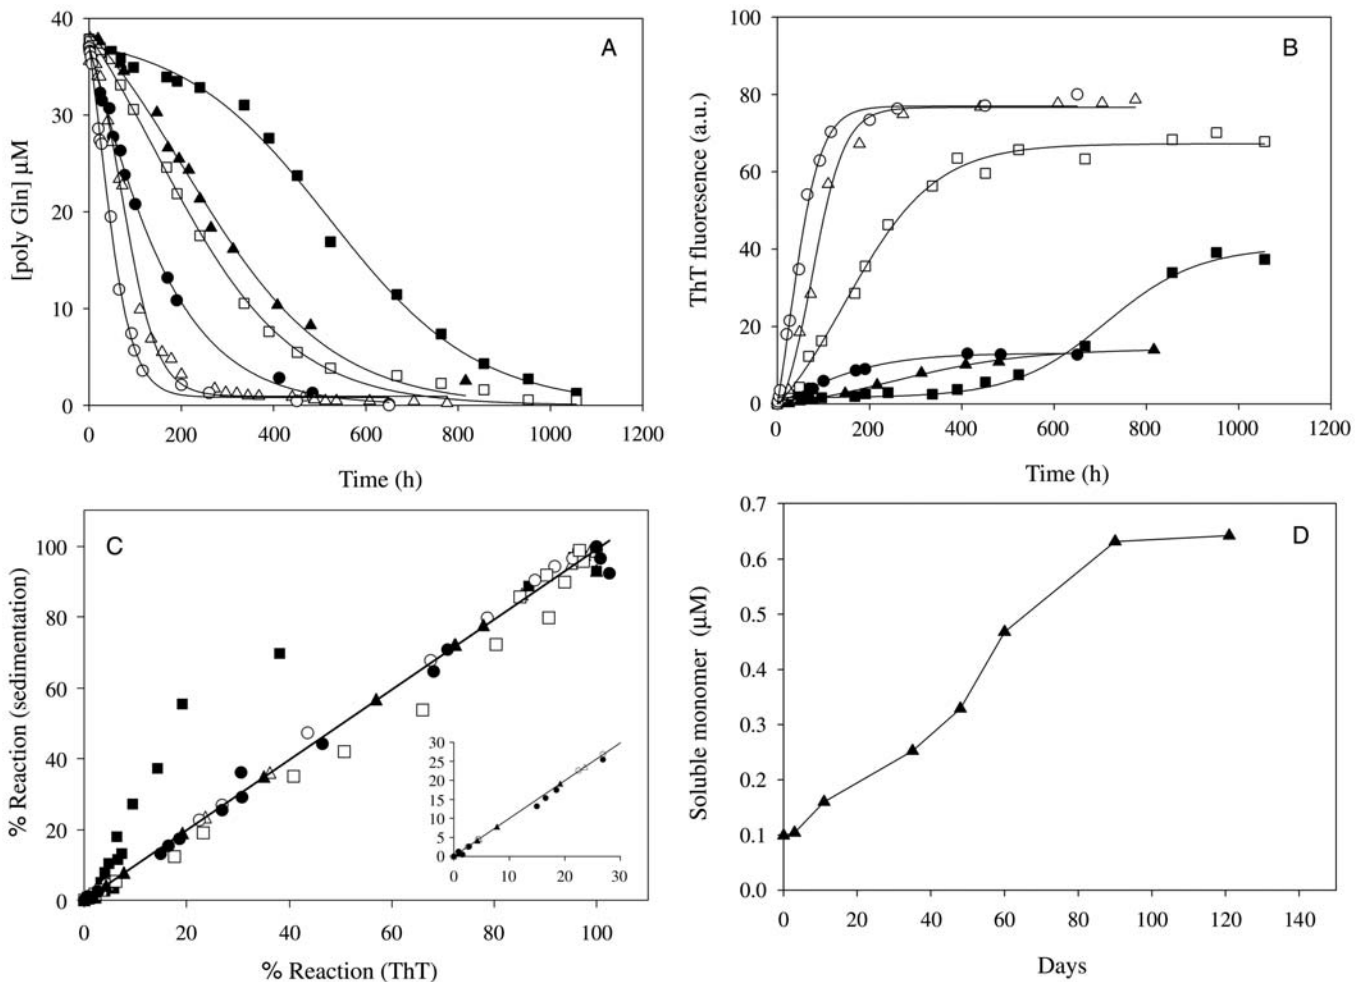 A
[poly Gln] µM
40
30
20
10
0
0 200 400 600 800 1000 1200
Time (h)
B
ThT fluoresence (a.u.)
100
80
60
40
20
0
0 200 400 600 800 1000 1200
Time (h)
C
% Reaction (sedimentation)
100
80
60
40
20
0
30
25
20
15
10
5
0
0 10 20 30
0 20 40 60 80 100
% Reaction (ThT)
D
Soluble monomer (µM)
0.7
0.6
0.5
0.4
0.3
0.2
0.1
0.0
0 20 40 60 80 100 120 140
Days